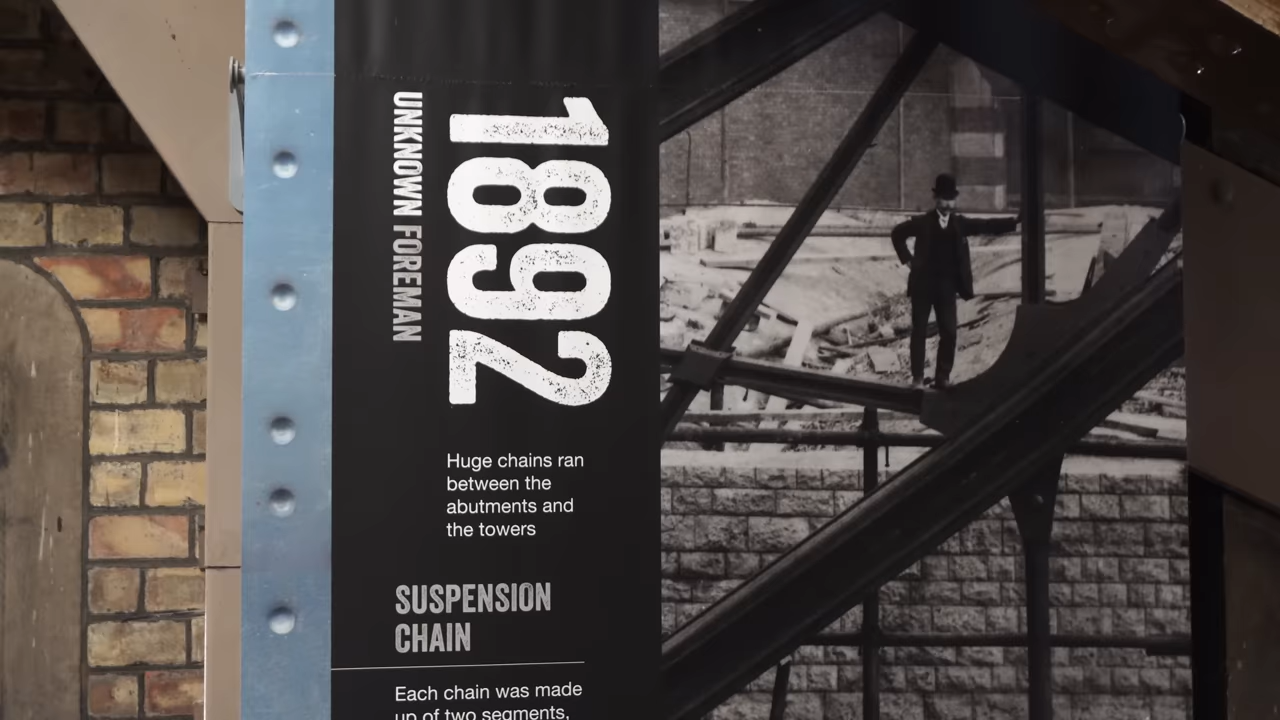 1892
UNKNOWN FOREMAN
Huge chains ran
between the
abutments and
the towers
SUSPENSION
CHAIN
Each chain was made
up of two segments,